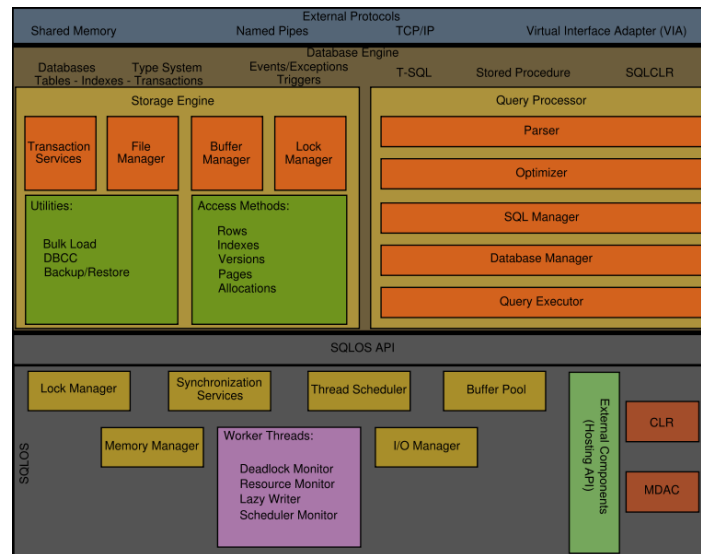 External Protocols
Shared Memory
Named Pipes
TCP/IP
Virtual Interface Adapter (VIA)
Database Engine
Databases
Tables - Indexes - Transactions
Type System
Events/Exceptions
Triggers
T-SQL
Stored Procedure
SQLCLR
Storage Engine
Transaction
Services
File
Manager
Buffer
Manager
Lock
Manager
Utilities:
Bulk Load
DBCC
Backup/Restore
Access Methods:
Rows
Indexes
Versions
Pages
Allocations
Query Processor
Parser
Optimizer
SQL Manager
Database Manager
Query Executor
SQLOS API
SQLOS
Lock Manager
Synchronization
Services
Thread Scheduler
Buffer Pool
Memory Manager
Worker Threads:
Deadlock Monitor
Resource Monitor
Lazy Writer
Scheduler Monitor
I/O Manager
External Components
(Hosting API)
CLR
MDAC